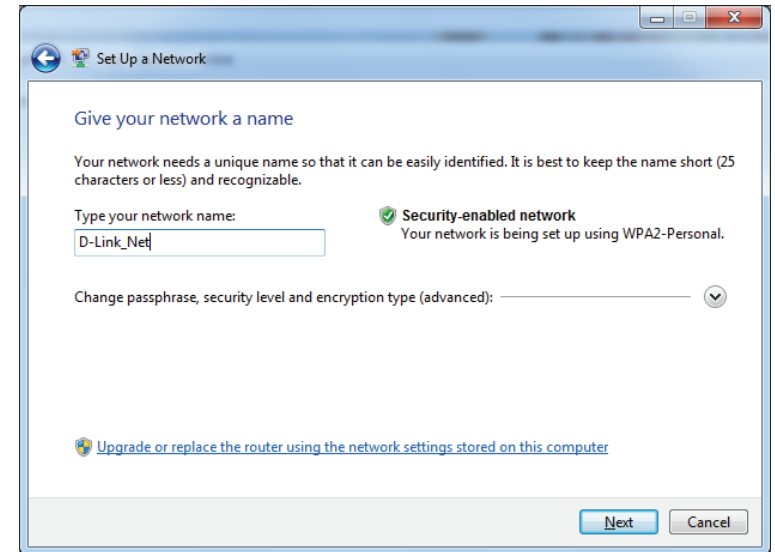 Set Up a Network
Give your network a name
Your network needs a unique name so that it can be easily identified. It is best to keep the name short (25
characters or less) and recognizable.
Type your network name:
D-Link_Net
Security-enabled network
Your network is being set up using WPA2-Personal.
Change passphrase, security level and encryption type (advanced):
Upgrade or replace the router using the network settings stored on this computer
Next
Cancel